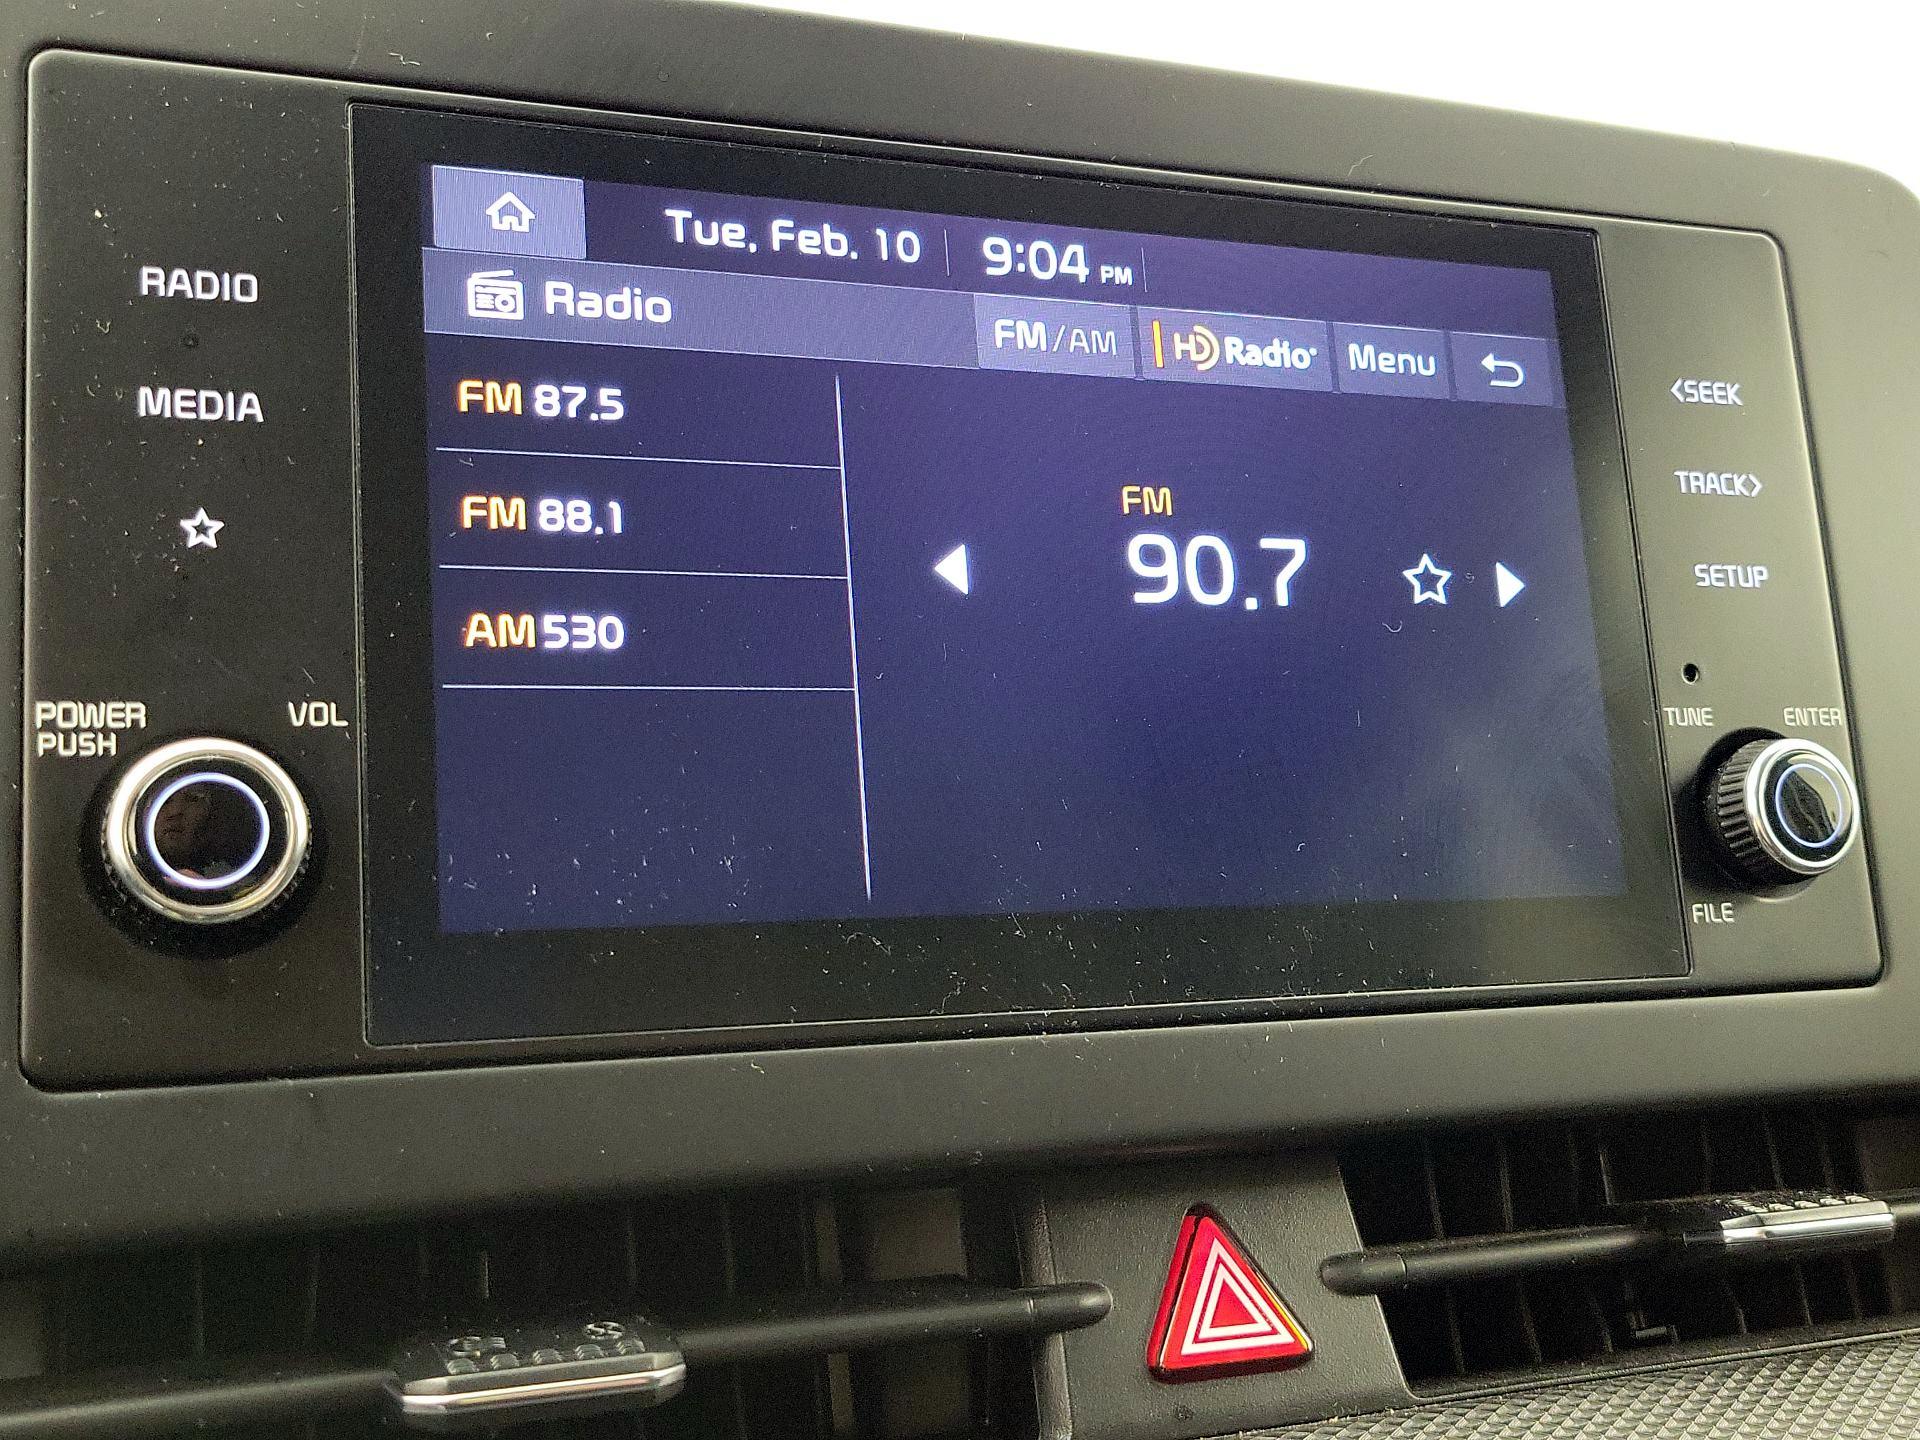 Tue, Feb. 10 9:04 PM
Radio
FM/AM HD Radio Menu
FM 87.5
FM 88.1
AM 530
FM
90.7
RADIO
MEDIA
POWER
PUSH
VOL
<SEEK
TRACK>
SETUP
TUNE
ENTER
FILE